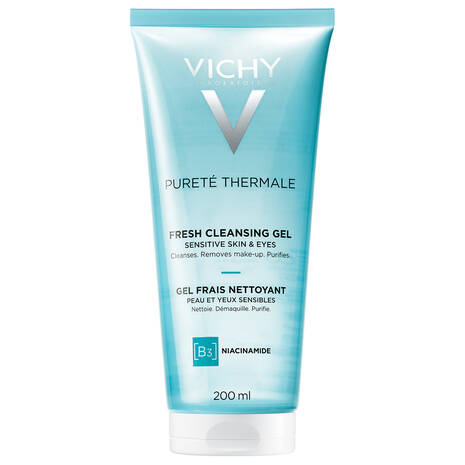 VICHY
LABORATOIRES
V
PURETÉ THERMALE
FRESH CLEANSING GEL
SENSITIVE SKIN & EYES
Cleanses. Removes make-up. Purifies.
GEL FRAIS NETTOYANT
PEAU ET YEUX SENSIBLES
Nettoie. Démaquille. Purifie.
[B3] NIACINAMIDE
200 ml